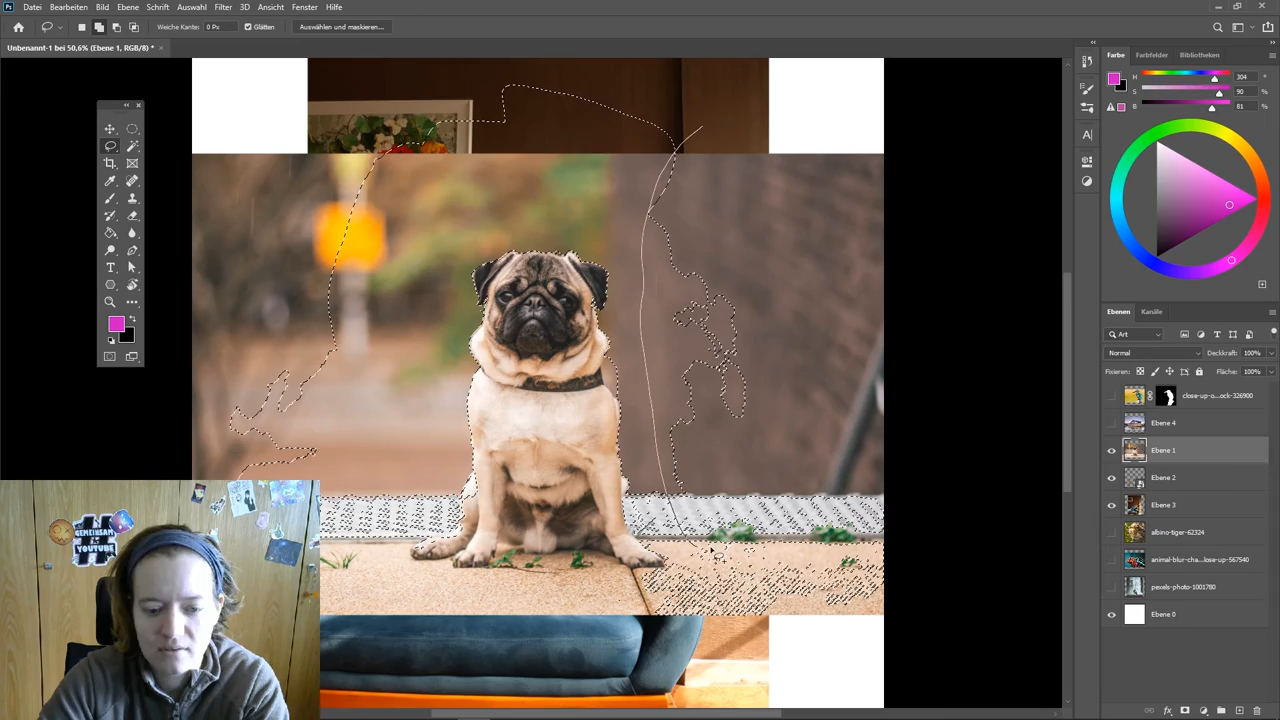 Ps Datei Bearbeiten Bild Ebene Schrift Auswahl Filter 3D Ansicht Fenster Hilfe
Weiche Kante: 0 Px Glätten Auswählen und maskieren...
Unbenannt-1 bei 50,6% (Ebene 1, RGB/8) * ×
Farbe Farbfelder Bibliotheken
H 304 °
S 90 %
B 81 %
Ebenen Kanäle
Art
Normal Deckkraft: 100%
Fixieren: Fläche: 100%
close-up-o...ock-326900
Ebene 4
Ebene 1
Ebene 2
Ebene 3
albino-tiger-62324
animal-blur-cha...lose-up-567540
pexels-photo-1001780
Ebene 0
fx
GEMEINSAM
YOUTUBE